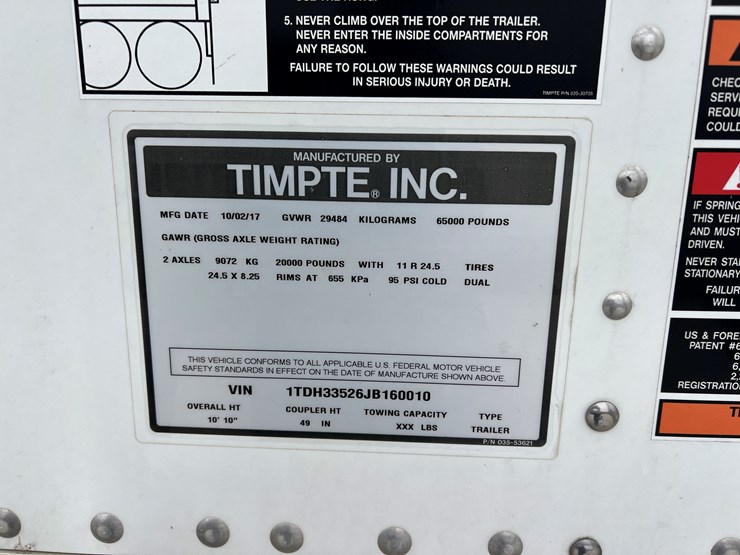 5. NEVER CLIMB OVER THE TOP OF THE TRAILER.
NEVER ENTER THE INSIDE COMPARTMENTS FOR
ANY REASON.
FAILURE TO FOLLOW THESE WARNINGS COULD RESULT
IN SERIOUS INJURY OR DEATH.
MANUFACTURED BY
TIMPTE® INC.
MFG DATE 10/02/17 GVWR 29484 KILOGRAMS 65000 POUNDS
GAWR (GROSS AXLE WEIGHT RATING)
2 AXLES 9072 KG 20000 POUNDS WITH 11 R 24.5 TIRES
24.5 X 8.25 RIMS AT 655 KPa 95 PSI COLD DUAL
THIS VEHICLE CONFORMS TO ALL APPLICABLE U.S. FEDERAL MOTOR VEHICLE
SAFETY STANDARDS IN EFFECT ON THE DATE OF MANUFACTURE SHOWN ABOVE.
VIN 1TDH33526JB160010
OVERALL HT COUPLER HT TOWING CAPACITY TYPE
10' 10" 49 IN XXX LBS TRAILER
P/N 035-53621
IF SPRING
THIS VEHI
AND MUST
DRIVEN.
NEVER STA
STATIONARY
FAILUR
WILL
US & FORE
PATENT #6
REGISTRATIO